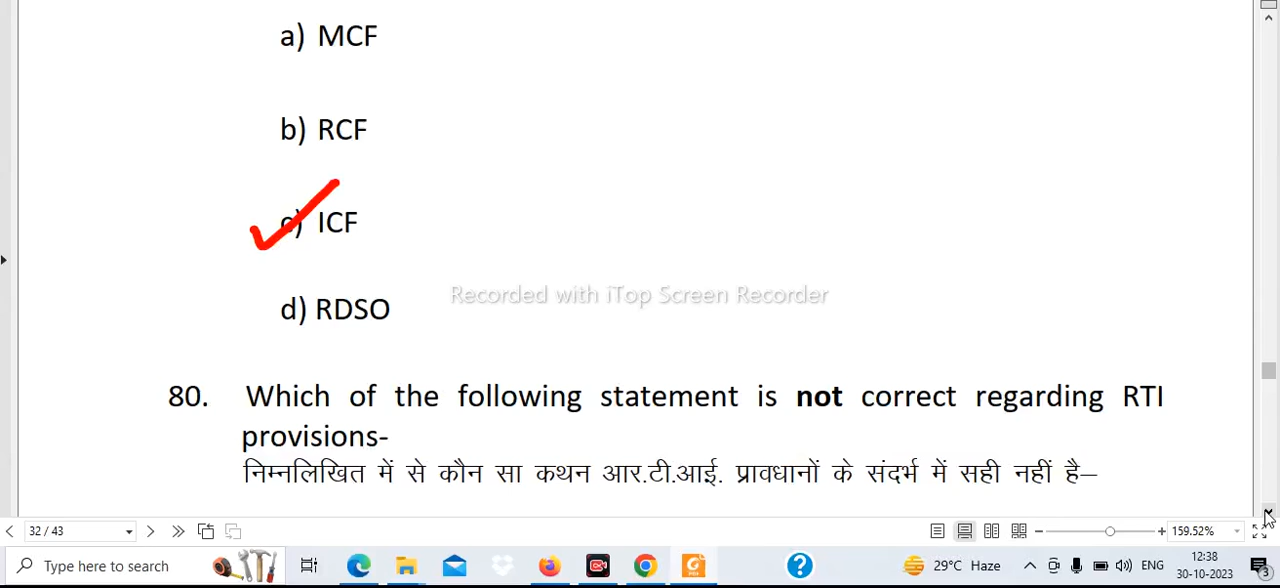 a) MCF
b) RCF
c) ICF
d) RDSO
Recorded with iTop Screen Recorder
80. Which of the following statement is not correct regarding RTI
provisions-
निम्नलिखित में से कौन सा कथन आर.टी.आई. प्रावधानों के संदर्भ में सही नहीं है–
32 / 43
159.52%
Type here to search
29°C Haze
ENG
12:38
30-10-2023
3